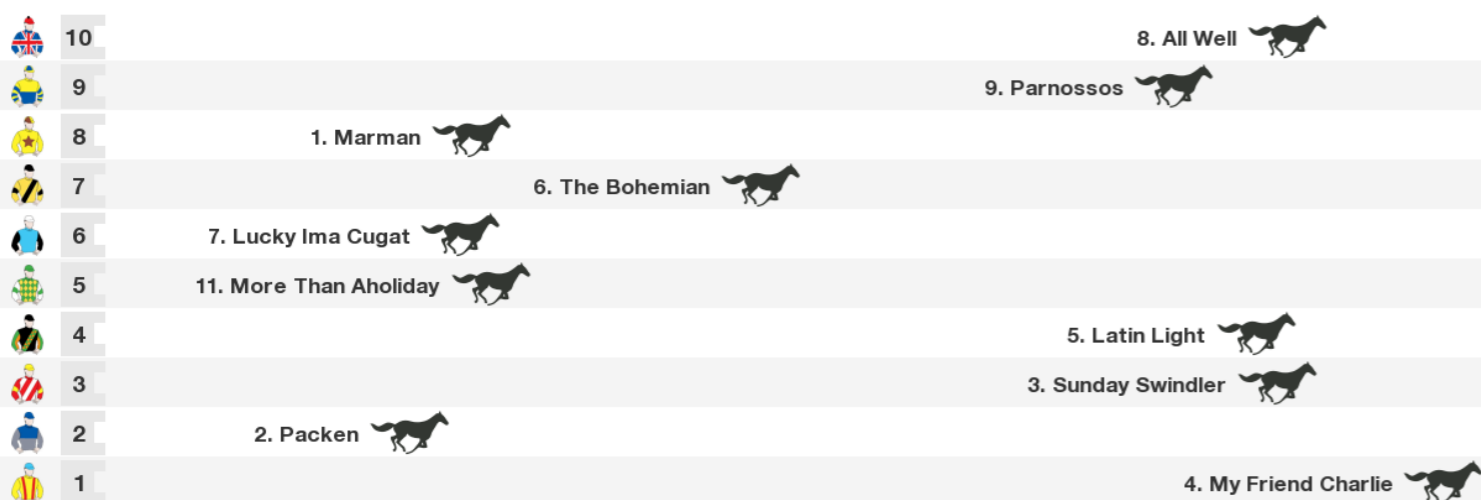 10 8. All Well
9 9. Parnossos
8 1. Marman
7 6. The Bohemian
6 7. Lucky Ima Cugat
5 11. More Than Aholiday
4 5. Latin Light
3 3. Sunday Swindler
2 2. Packen
1 4. My Friend Charlie